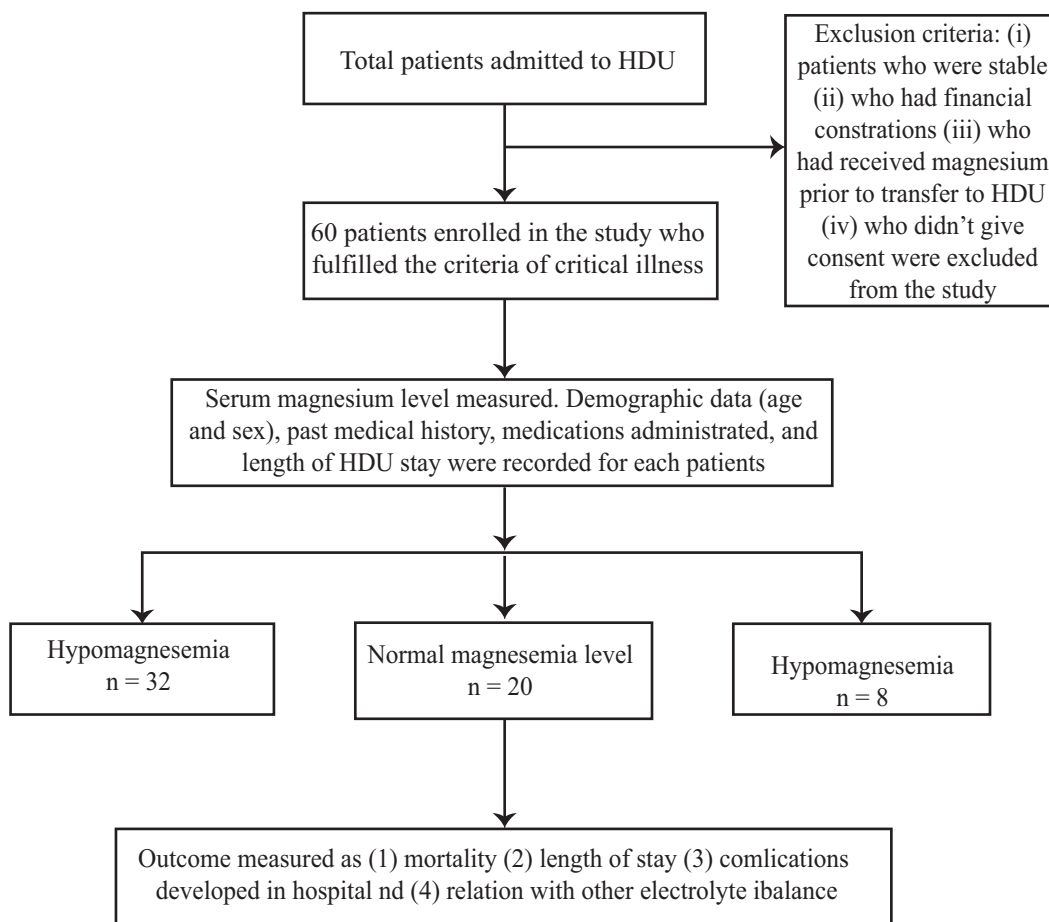 Total patients admitted to HDU
Exclusion criteria: (i)
patients who were stable
(ii) who had financial
constrations (iii) who
had received magnesium
prior to transfer to HDU
(iv) who didn’t give
consent were excluded
from the study
60 patients enrolled in the study who
fulfilled the criteria of critical illness
Serum magnesium level measured. Demographic data (age
and sex), past medical history, medications administrated, and
length of HDU stay were recorded for each patients
Hypomagnesemia
n = 32
Normal magnesemia level
n = 20
Hypomagnesemia
n = 8
Outcome measured as (1) mortality (2) length of stay (3) comlications
developed in hospital nd (4) relation with other electrolyte ibalance